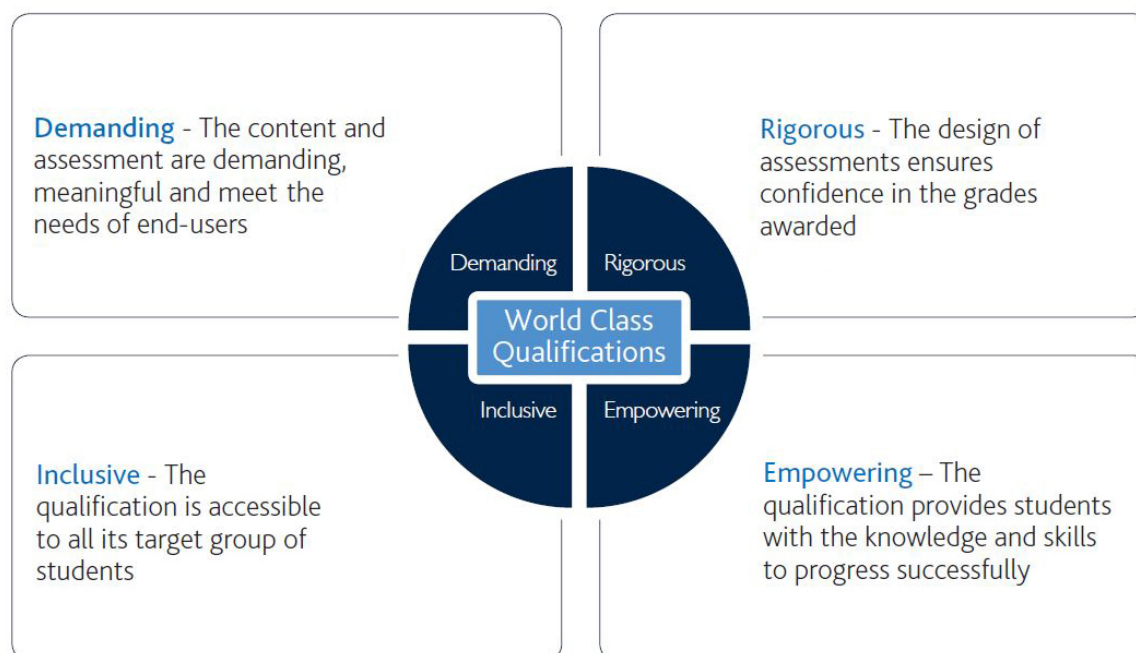 Demanding - The content and
assessment are demanding,
meaningful and meet the
needs of end-users
Rigorous - The design of
assessments ensures
confidence in the grades
awarded
Demanding
Rigorous
World Class
Qualifications
Inclusive
Empowering
Inclusive - The
qualification is accessible
to all its target group of
students
Empowering – The
qualification provides students
with the knowledge and skills
to progress successfully